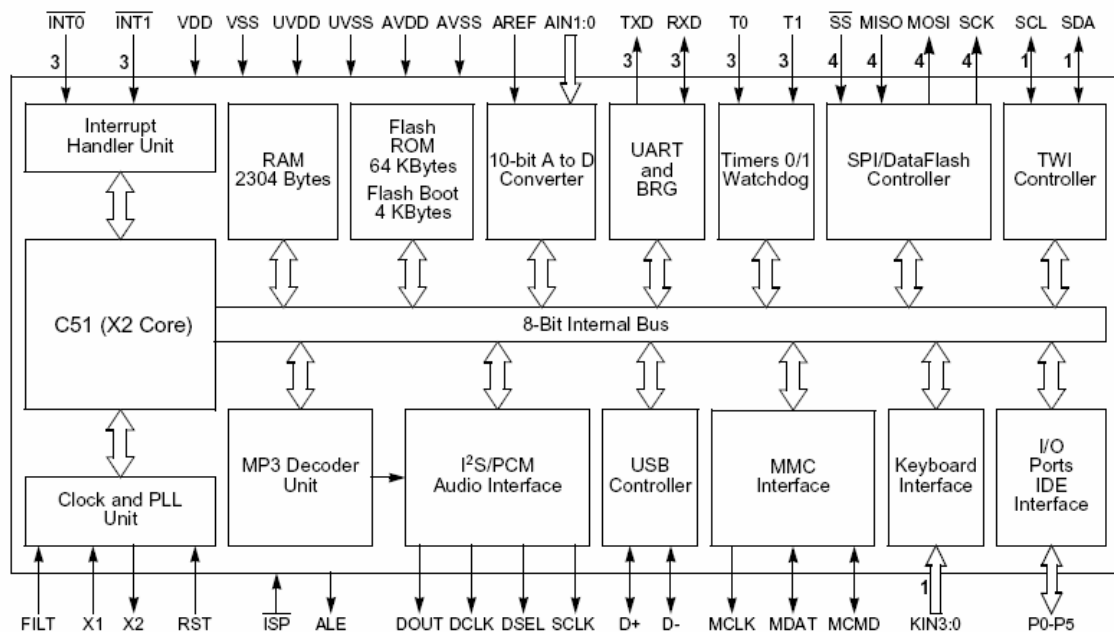 INT0 INT1 VDD VSS UVDD UVSS AVDD AVSS AREF AIN1:0 TXD RXD T0 T1 SS MISO MOSI SCK SCL SDA
3 3 3 3 3 3 4 4 4 4 1 1
Interrupt
Handler Unit
RAM
2304 Bytes
Flash
ROM
64 KBytes
Flash Boot
4 KBytes
10-bit A to D
Converter
UART
and
BRG
Timers 0/1
Watchdog
SPI/DataFlash
Controller
TWI
Controller
C51 (X2 Core)
8-Bit Internal Bus
Clock and PLL
Unit
MP3 Decoder
Unit
I²S/PCM
Audio Interface
USB
Controller
MMC
Interface
Keyboard
Interface
I/O
Ports
IDE
Interface
1
FILT X1 X2 RST ISP ALE DOUT DCLK DSEL SCLK D+ D- MCLK MDAT MCMD KIN3:0 P0-P5